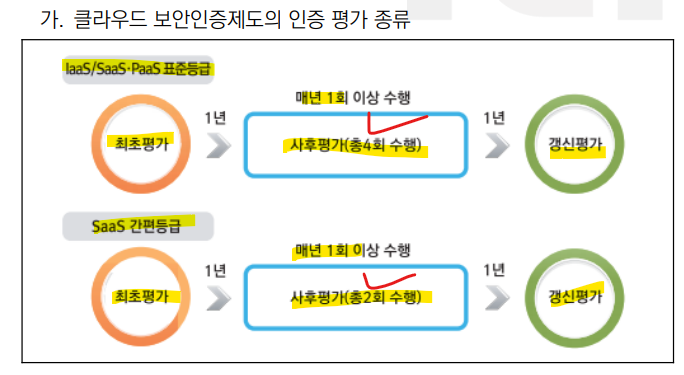 가. 클라우드 보안인증제도의 인증 평가 종류
IaaS/SaaS·PaaS 표준등급
매년 1회 이상 수행
1년
1년
최초평가
사후평가(총4회 수행)
갱신평가
SaaS 간편등급
매년 1회 이상 수행
1년
1년
최초평가
사후평가(총2회 수행)
갱신평가